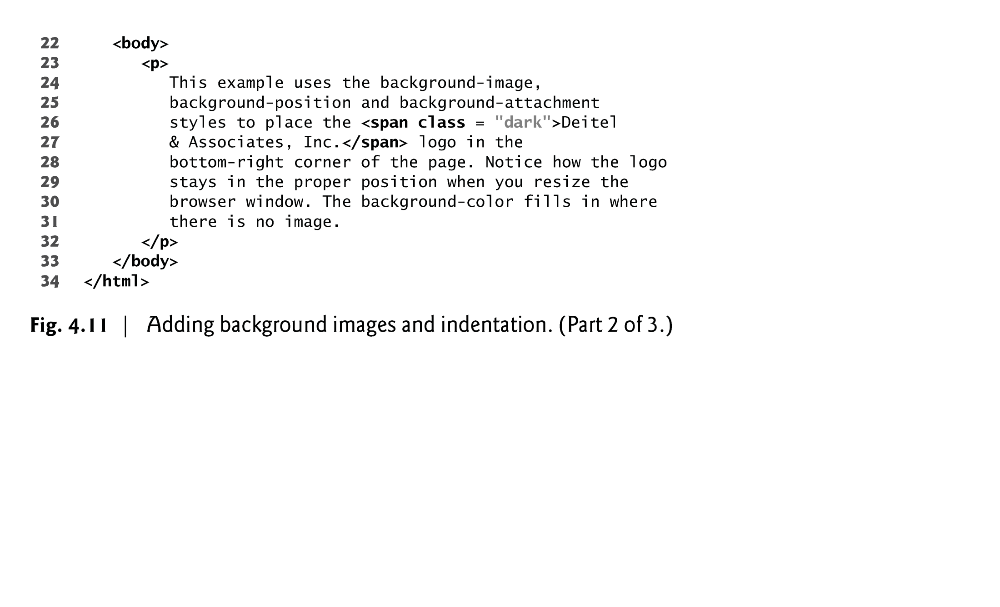 22 <body>
23 <p>
24 This example uses the background-image,
25 background-position and background-attachment
26 styles to place the <span class = "dark">Deitel
27 & Associates, Inc.</span> logo in the
28 bottom-right corner of the page. Notice how the logo
29 stays in the proper position when you resize the
30 browser window. The background-color fills in where
31 there is no image.
32 </p>
33 </body>
34 </html>
Fig. 4.11 | Adding background images and indentation. (Part 2 of 3.)